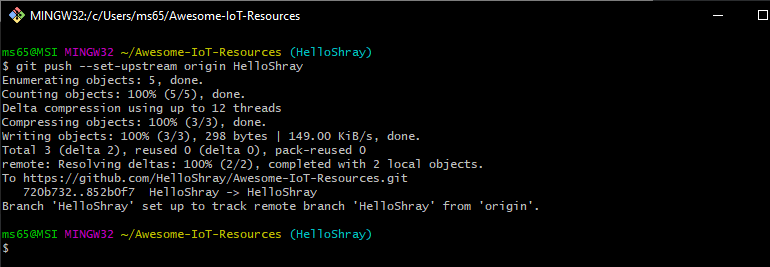 MINGW32:/c/Users/ms65/Awesome-IoT-Resources
ms65@MSI MINGW32 ~/Awesome-IoT-Resources (HelloShray)
$ git push --set-upstream origin HelloShray
Enumerating objects: 5, done.
Counting objects: 100% (5/5), done.
Delta compression using up to 12 threads
Compressing objects: 100% (3/3), done.
Writing objects: 100% (3/3), 298 bytes | 149.00 KiB/s, done.
Total 3 (delta 2), reused 0 (delta 0), pack-reused 0
remote: Resolving deltas: 100% (2/2), completed with 2 local objects.
To https://github.com/HelloShray/Awesome-IoT-Resources.git
   720b732..852b0f7  HelloShray -> HelloShray
Branch 'HelloShray' set up to track remote branch 'HelloShray' from 'origin'.
ms65@MSI MINGW32 ~/Awesome-IoT-Resources (HelloShray)
$